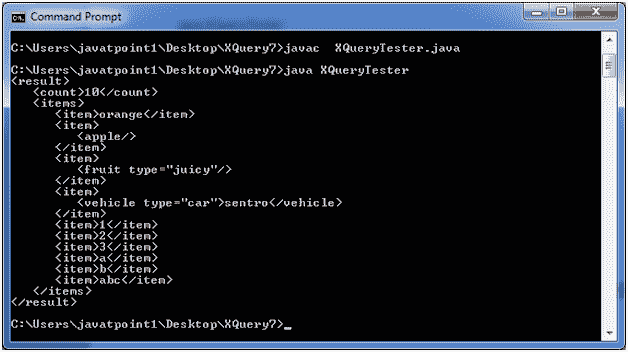 Command Prompt
C:\Users\javatpoint1\Desktop\XQuery7>javac  XQueryTester.java
C:\Users\javatpoint1\Desktop\XQuery7>java XQueryTester
<result>
   <count>10</count>
   <items>
      <item>orange</item>
      <item>
         <apple/>
      </item>
      <item>
         <fruit type="juicy"/>
      </item>
      <item>
         <vehicle type="car">sentro</vehicle>
      </item>
      <item>1</item>
      <item>2</item>
      <item>3</item>
      <item>a</item>
      <item>b</item>
      <item>abc</item>
   </items>
</result>
C:\Users\javatpoint1\Desktop\XQuery7>_